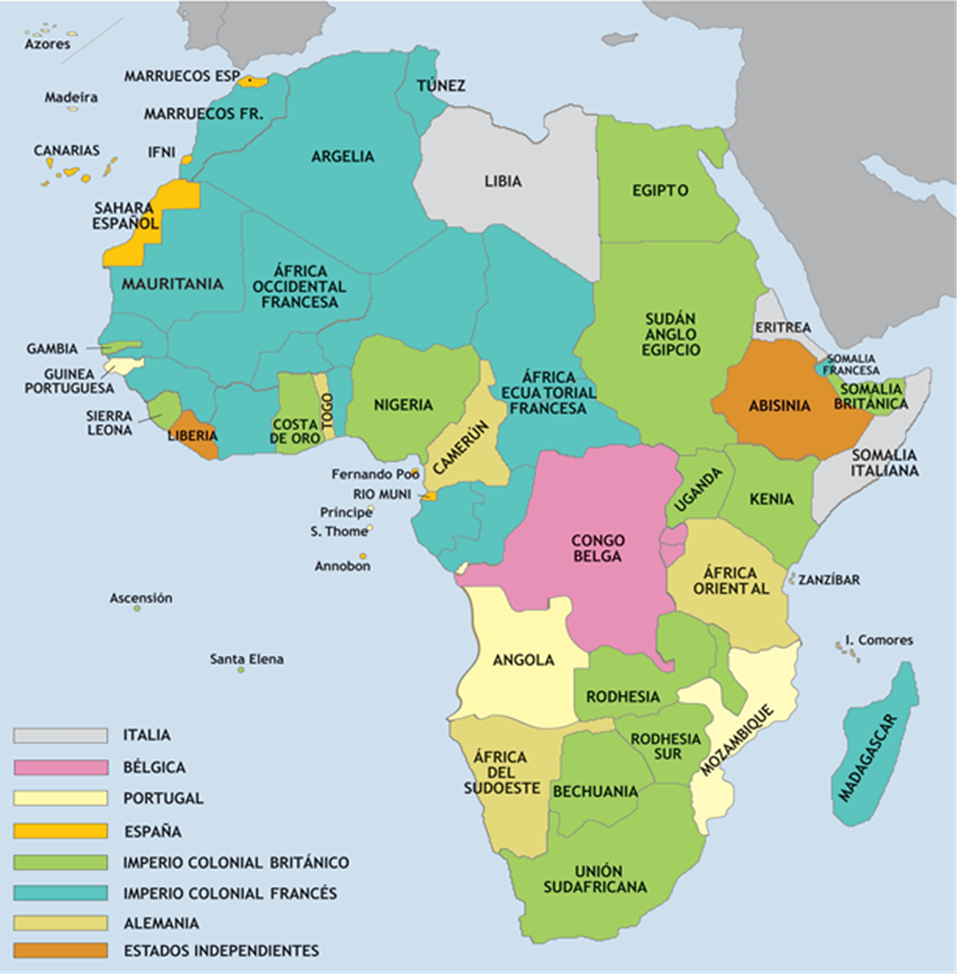 Azores
MARRUECOS ESP.
TÚNEZ
Madeira
MARRUECOS FR.
CANARIAS
IFNI
ARGELIA
LIBIA
EGIPTO
SAHARA
ESPAÑOL
MAURITANIA
ÁFRICA
OCCIDENTAL
FRANCESA
SUDÁN
ANGLO
EGIPCIO
ERITREA
GAMBIA
GUINEA
PORTUGUESA
SOMALIA
FRANCESA
SOMALIA
BRITÁNICA
ÁFRICA
ECUA TORIAL
FRANCESA
SIERRA
LEONA
LIBERIA
COSTA
DE ORO
TOGO
NIGERIA
CAMERÚN
ABISINIA
SOMALIA
ITALIANA
Fernando Poo
RIO MUNI
Príncipe
S. Thome
Annobon
UGANDA
KENIA
CONGO
BELGA
ÁFRICA
ORIENTAL
ZANZÍBAR
Ascensión
Santa Elena
I. Comores
ANGOLA
RODHESIA
MOZAMBIQUE
MADAGASCAR
RODHESIA
SUR
ÁFRICA
DEL
SUDOESTE
BECHUANIA
UNIÓN
SUDAFRICANA
ITALIA
BÉLGICA
PORTUGAL
ESPAÑA
IMPERIO COLONIAL BRITÁNICO
IMPERIO COLONIAL FRANCÉS
ALEMANIA
ESTADOS INDEPENDIENTES